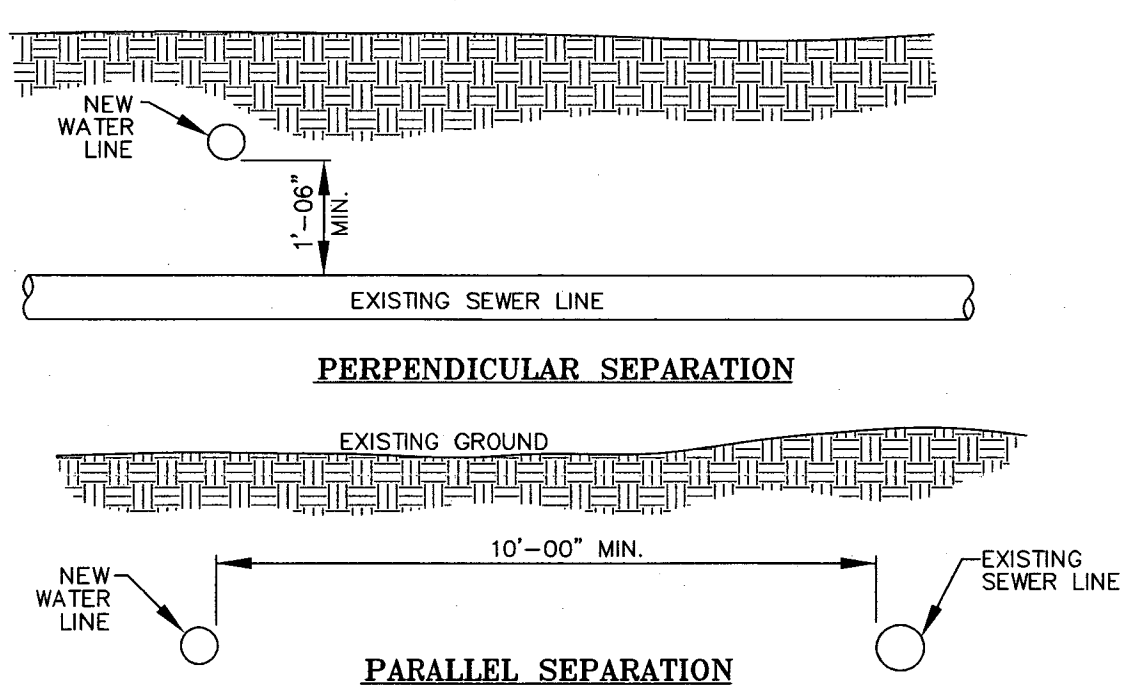 NEW
WATER
LINE
1'-06"
MIN.
EXISTING SEWER LINE
PERPENDICULAR SEPARATION
EXISTING GROUND
10'-00" MIN.
NEW
WATER
LINE
EXISTING
SEWER LINE
PARALLEL SEPARATION